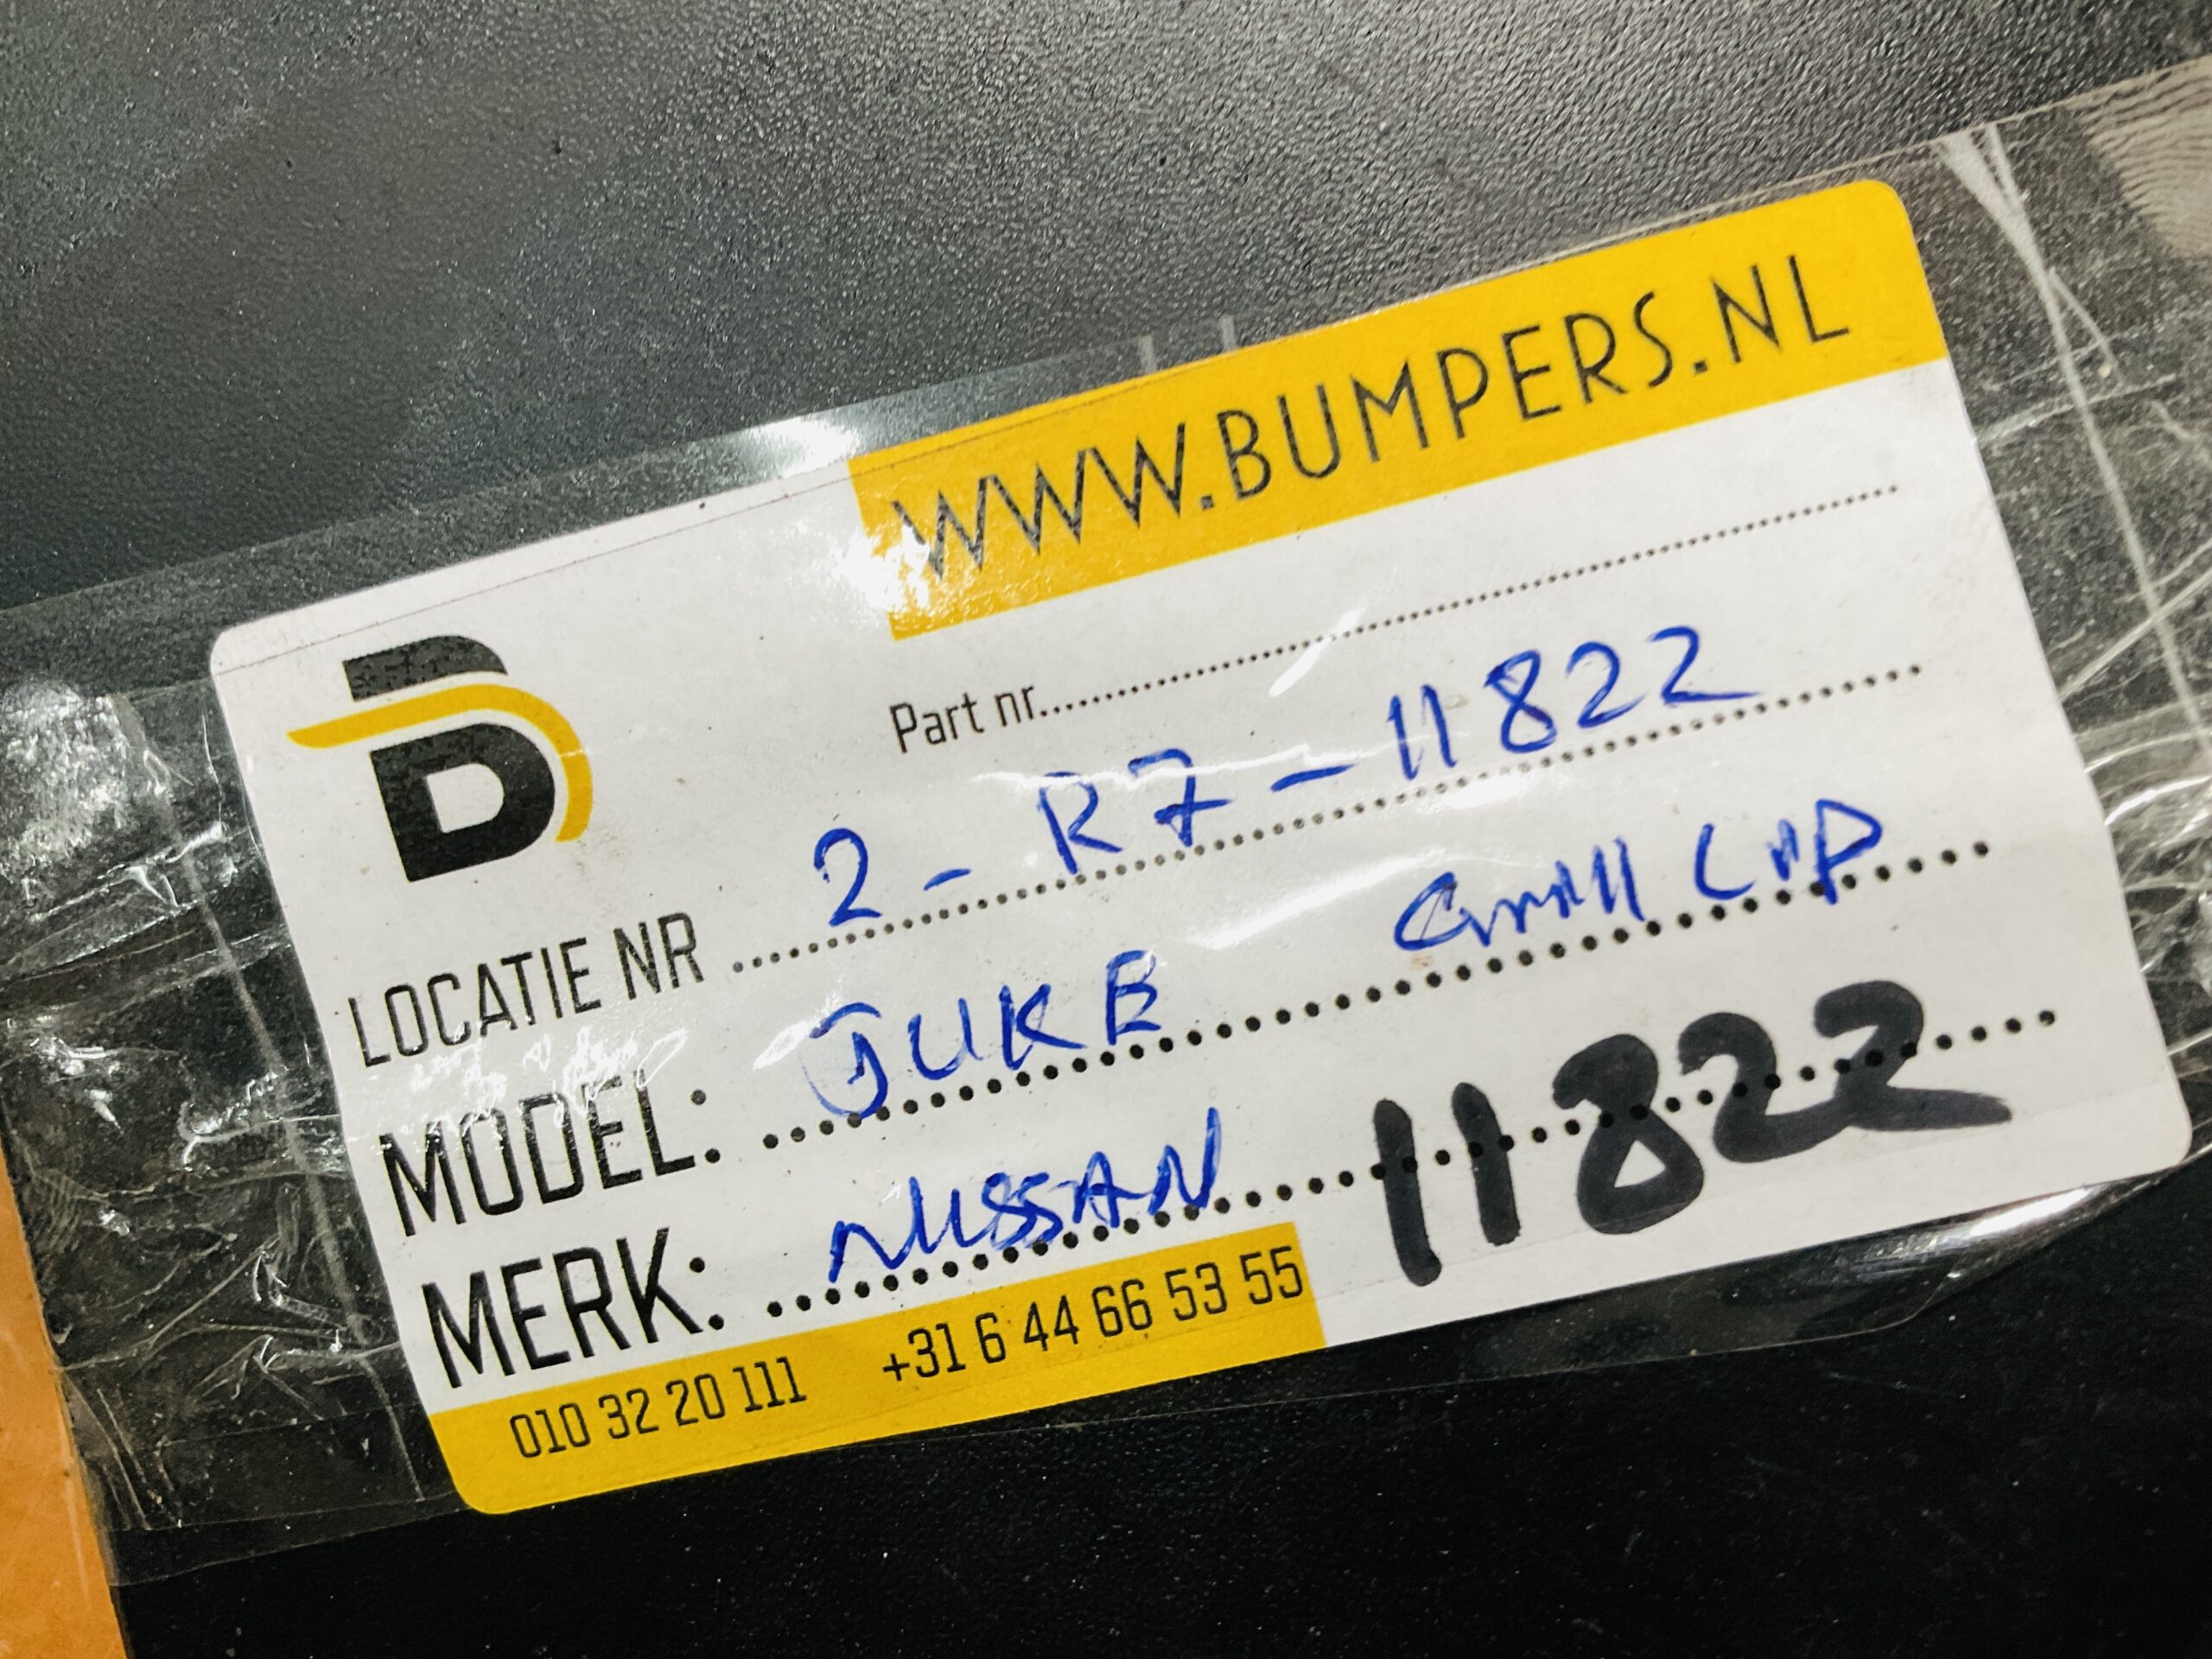 WWW.BUMPERS.NL
B
Part nr.
LOCATIE NR 2 - R7 - 11822
MODEL: JUKE Grill LIP
MERK: NISSAN 11822
010 32 20 111 +31 6 44 66 53 55